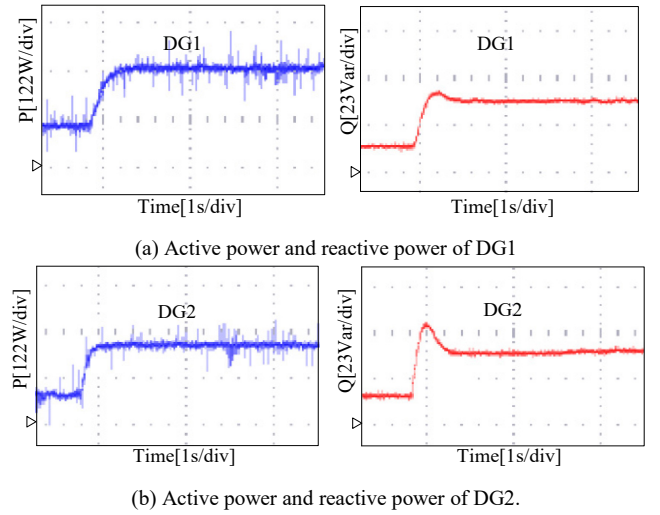 P[122W/div]
DG1
Time[1s/div]
Q[23Var/div]
DG1
Time[1s/div]
(a) Active power and reactive power of DG1
P[122W/div]
DG2
Time[1s/div]
Q[23Var/div]
DG2
Time[1s/div]
(b) Active power and reactive power of DG2.